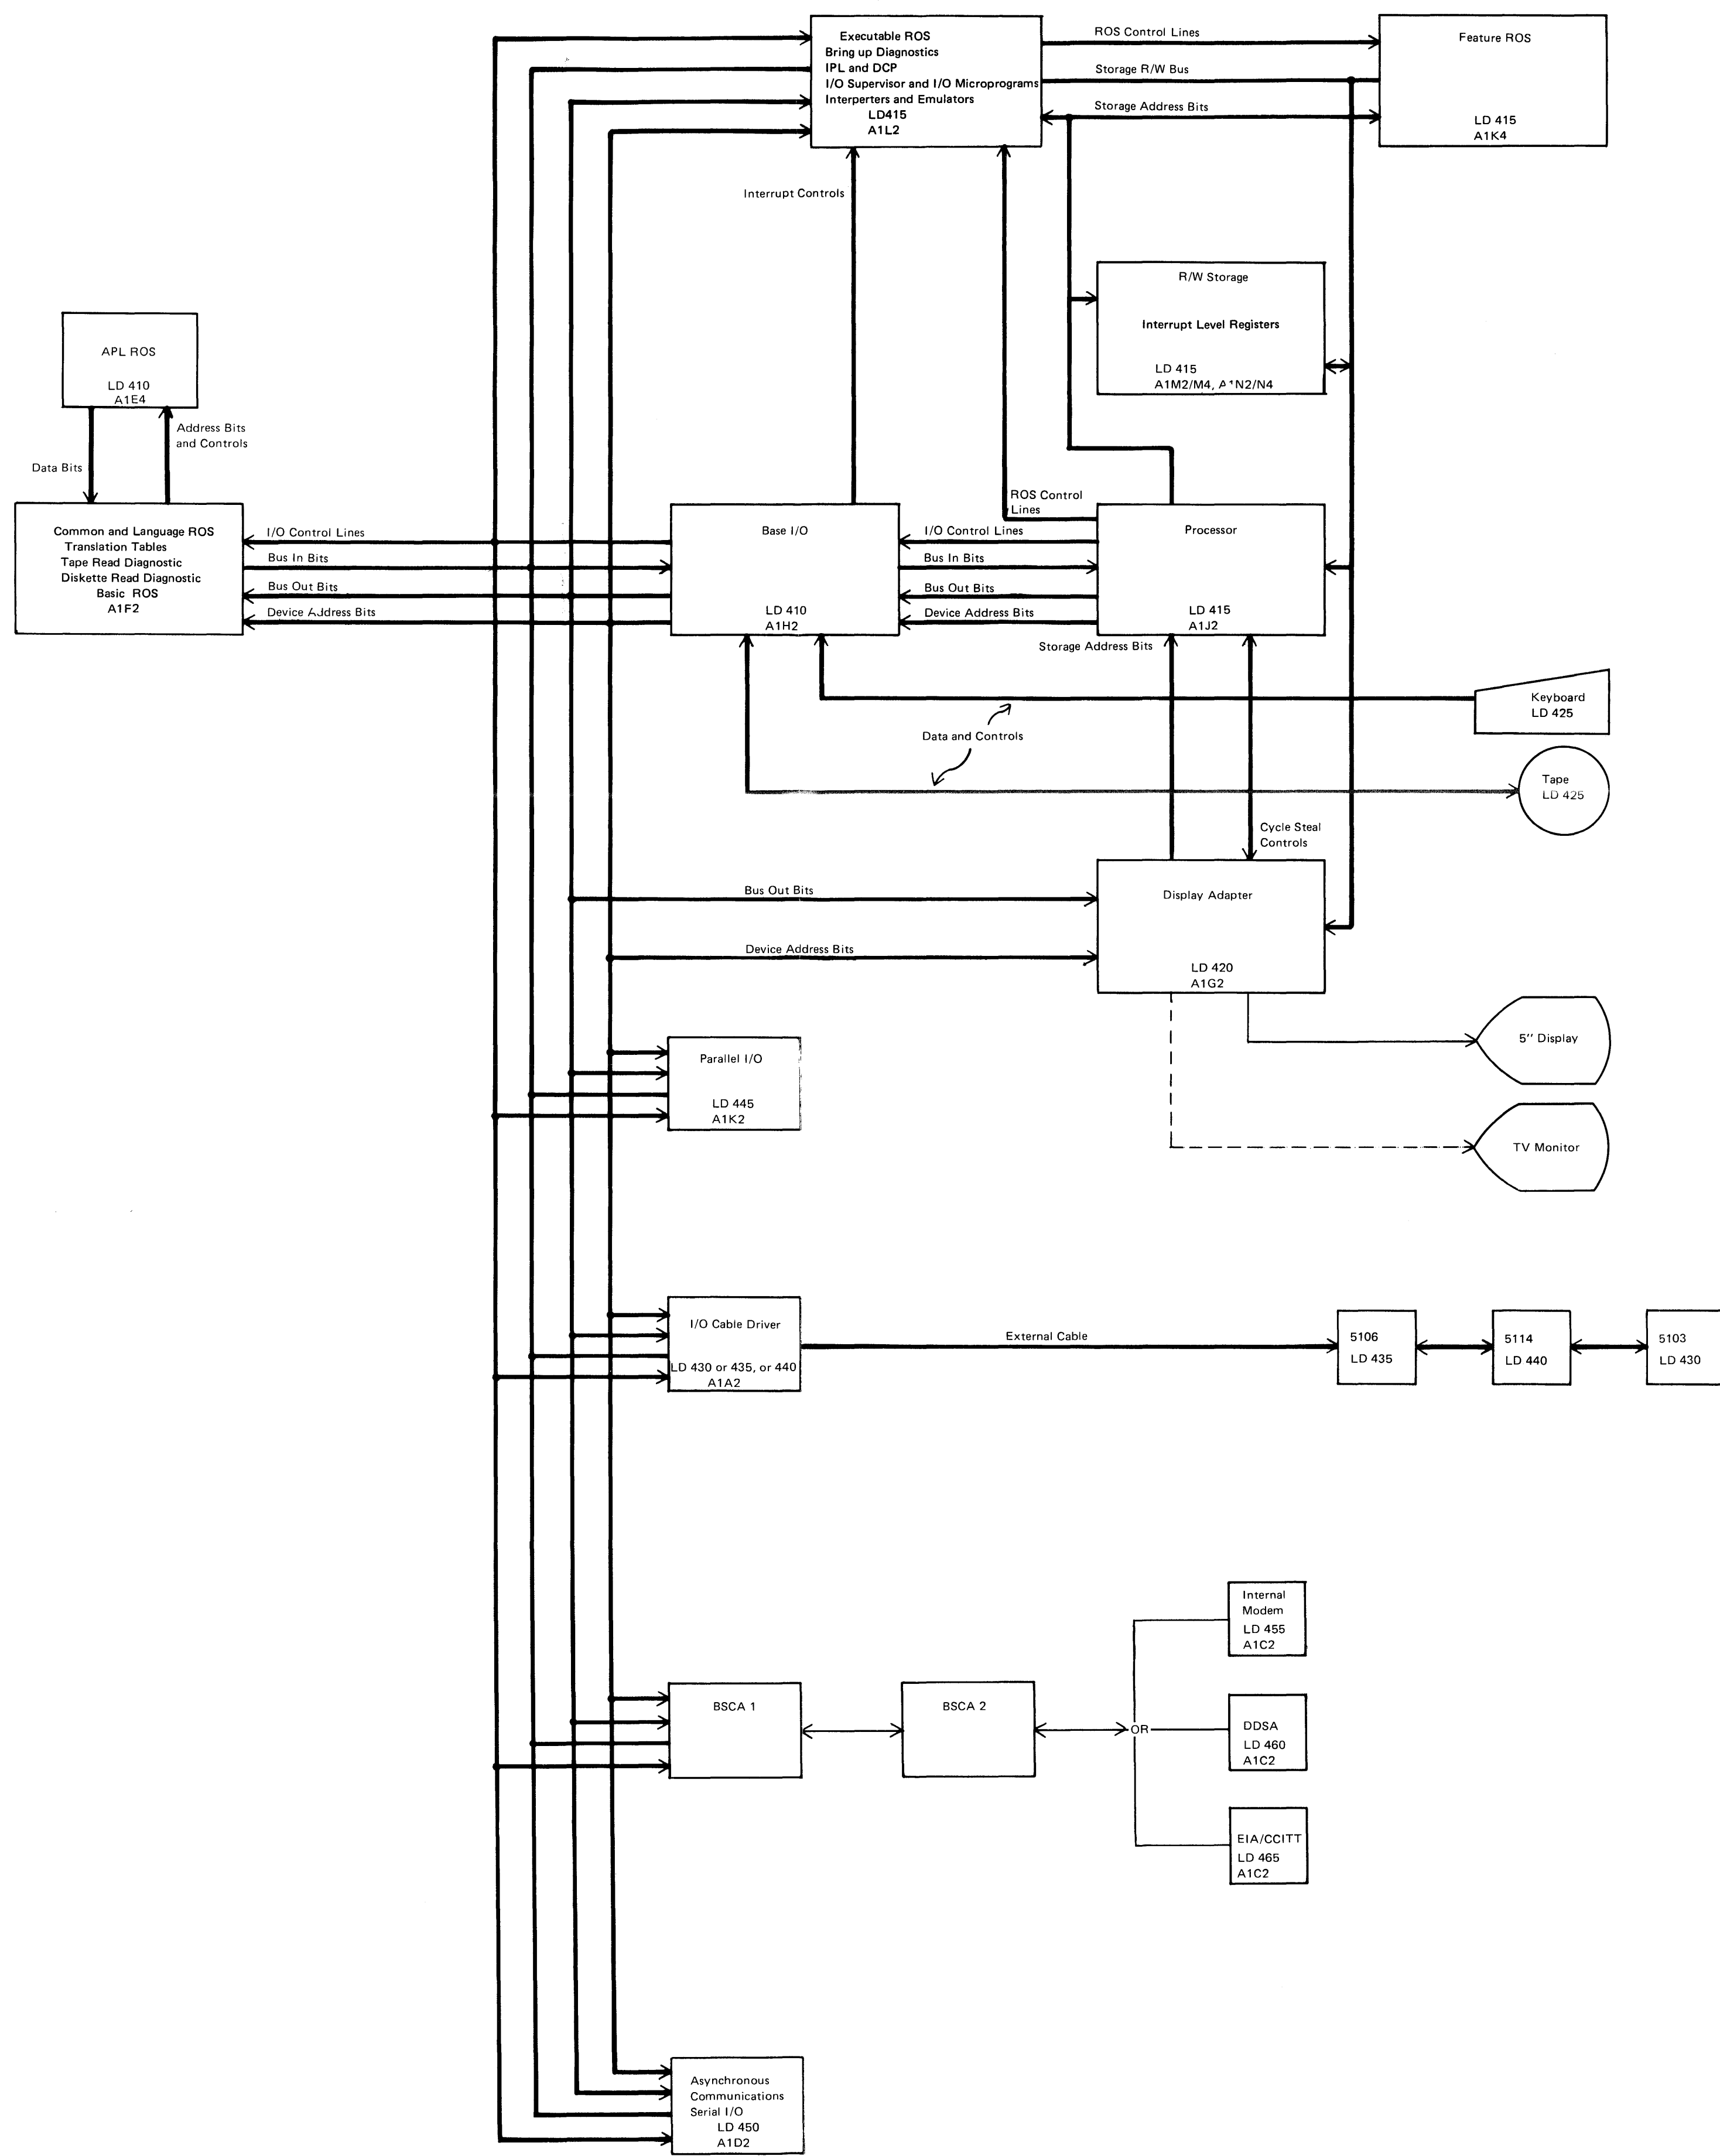 Executable ROS
Bring up Diagnostics
IPL and DCP
I/O Supervisor and I/O Microprograms
Interperters and Emulators
LD415
A1L2
ROS Control Lines
Storage R/W Bus
Storage Address Bits
Feature ROS
LD 415
A1K4
Interrupt Controls
R/W Storage
Interrupt Level Registers
LD 415
A1M2/M4, A1N2/N4
APL ROS
LD 410
A1E4
Address Bits
and Controls
Data Bits
Common and Language ROS
Translation Tables
Tape Read Diagnostic
Diskette Read Diagnostic
Basic ROS
A1F2
I/O Control Lines
Bus In Bits
Bus Out Bits
Device Address Bits
Base I/O
LD 410
A1H2
ROS Control
Lines
I/O Control Lines
Bus In Bits
Bus Out Bits
Device Address Bits
Processor
LD 415
A1J2
Storage Address Bits
Keyboard
LD 425
Data and Controls
Tape
LD 425
Cycle Steal
Controls
Bus Out Bits
Device Address Bits
Display Adapter
LD 420
A1G2
5'' Display
Parallel I/O
LD 445
A1K2
TV Monitor
I/O Cable Driver
LD 430 or 435, or 440
A1A2
External Cable
5106
LD 435
5114
LD 440
5103
LD 430
Internal
Modem
LD 455
A1C2
BSCA 1
BSCA 2
OR
DDSA
LD 460
A1C2
EIA/CCITT
LD 465
A1C2
Asynchronous
Communications
Serial I/O
LD 450
A1D2